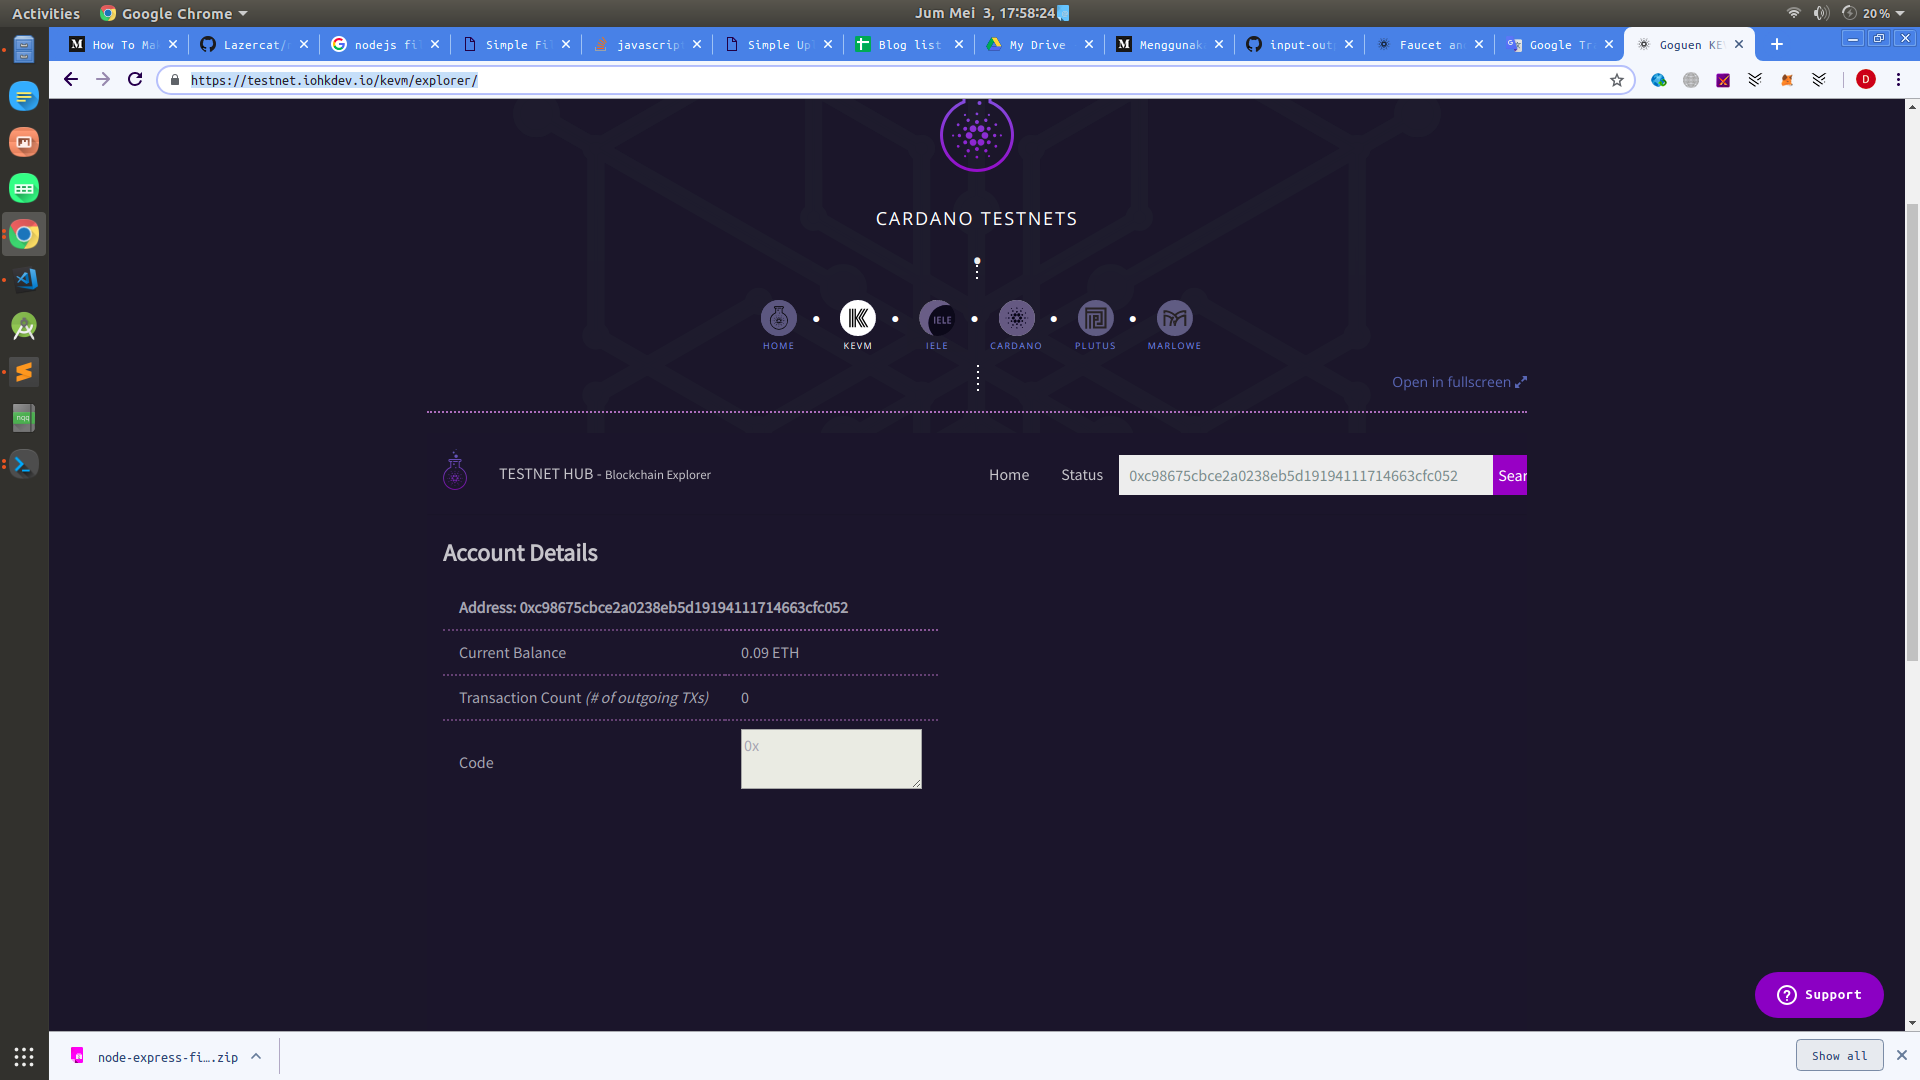 Activities Google Chrome Jum Mei 3, 17:58:24 20 %
How To Ma Lazercat/ nodejs fi Simple Fi javascrip Simple Up Blog list My Drive Menggunak input-out Faucet an Google Tr Goguen KE
https://testnet.iohkdev.io/kevm/explorer/ D
CARDANO TESTNETS
IELE
HOME KEVM IELE CARDANO PLUTUS MARLOWE
Open in fullscreen
TESTNET HUB - Blockchain Explorer Home Status 0xc98675cbce2a0238eb5d19194111714663cfc052 Sear
Account Details
Address: 0xc98675cbce2a0238eb5d19194111714663cfc052
Current Balance 0.09 ETH
Transaction Count (# of outgoing TXs) 0
0x
Code
Support
node-express-fi….zip Show all